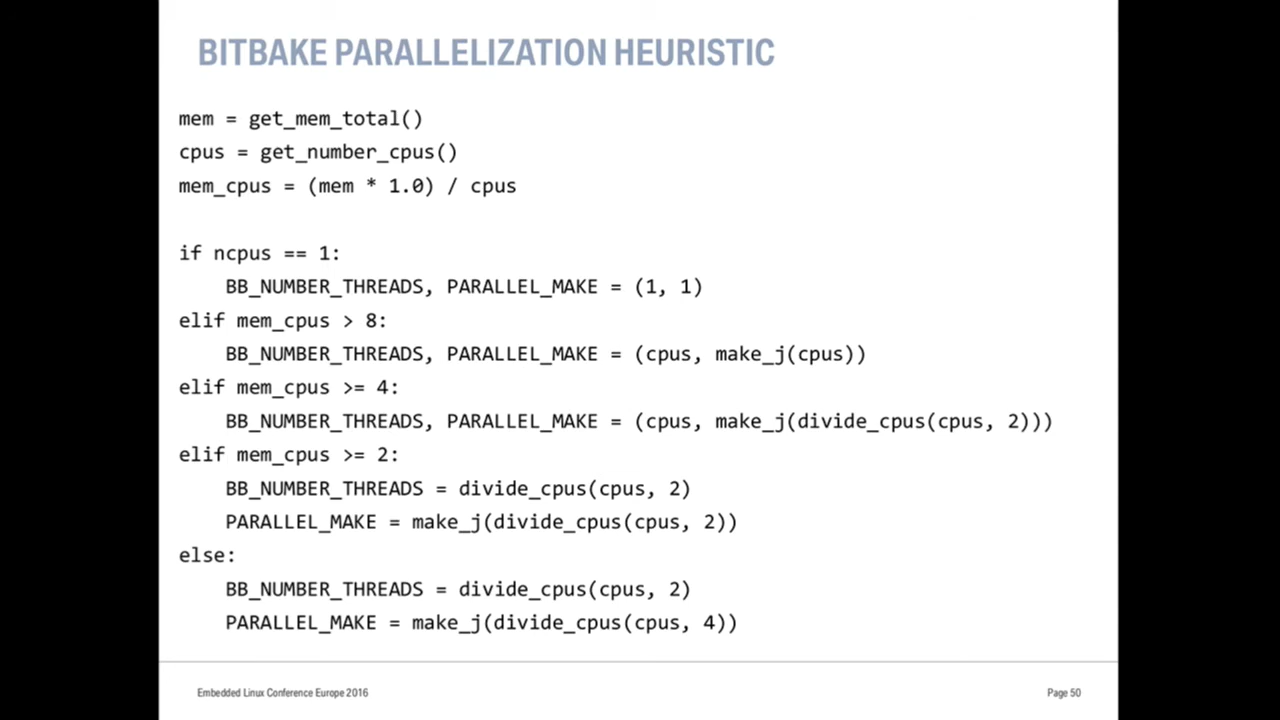 BITBAKE PARALLELIZATION HEURISTIC
mem = get_mem_total()
cpus = get_number_cpus()
mem_cpus = (mem * 1.0) / cpus
if ncpus == 1:
    BB_NUMBER_THREADS, PARALLEL_MAKE = (1, 1)
elif mem_cpus > 8:
    BB_NUMBER_THREADS, PARALLEL_MAKE = (cpus, make_j(cpus))
elif mem_cpus >= 4:
    BB_NUMBER_THREADS, PARALLEL_MAKE = (cpus, make_j(divide_cpus(cpus, 2)))
elif mem_cpus >= 2:
    BB_NUMBER_THREADS = divide_cpus(cpus, 2)
    PARALLEL_MAKE = make_j(divide_cpus(cpus, 2))
else:
    BB_NUMBER_THREADS = divide_cpus(cpus, 2)
    PARALLEL_MAKE = make_j(divide_cpus(cpus, 4))
Embedded Linux Conference Europe 2016
Page 50